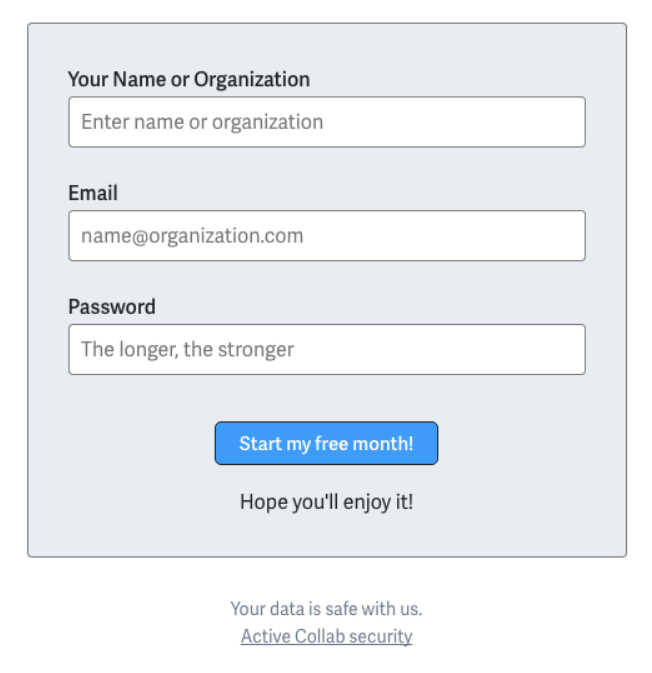 Your Name or Organization
Enter name or organization
Email
name@organization.com
Password
The longer, the stronger
Start my free month!
Hope you'll enjoy it!
Your data is safe with us.
Active Collab security